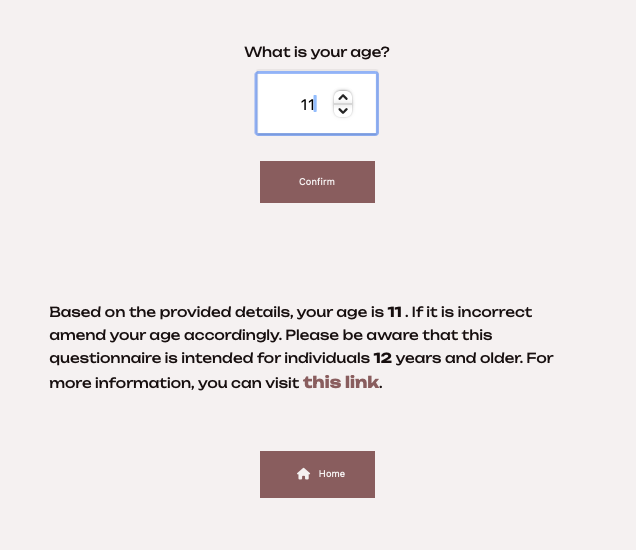 What is your age?
11
Confirm
Based on the provided details, your age is 11 . If it is incorrect
amend your age accordingly. Please be aware that this
questionnaire is intended for individuals 12 years and older. For
more information, you can visit this link.
Home